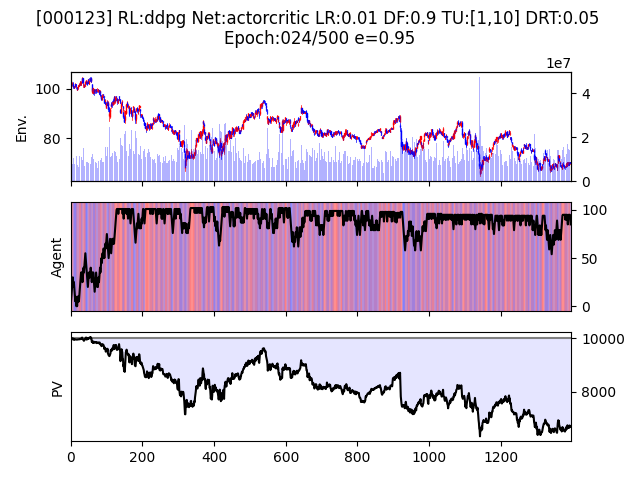 [000123] RL:ddpg Net:actorcritic LR:0.01 DF:0.9 TU:[1,10] DRT:0.05
Epoch:024/500 e=0.95
1e7
100
80
Env.
4
2
0
Agent
100
50
0
PV
10000
8000
0 200 400 600 800 1000 1200